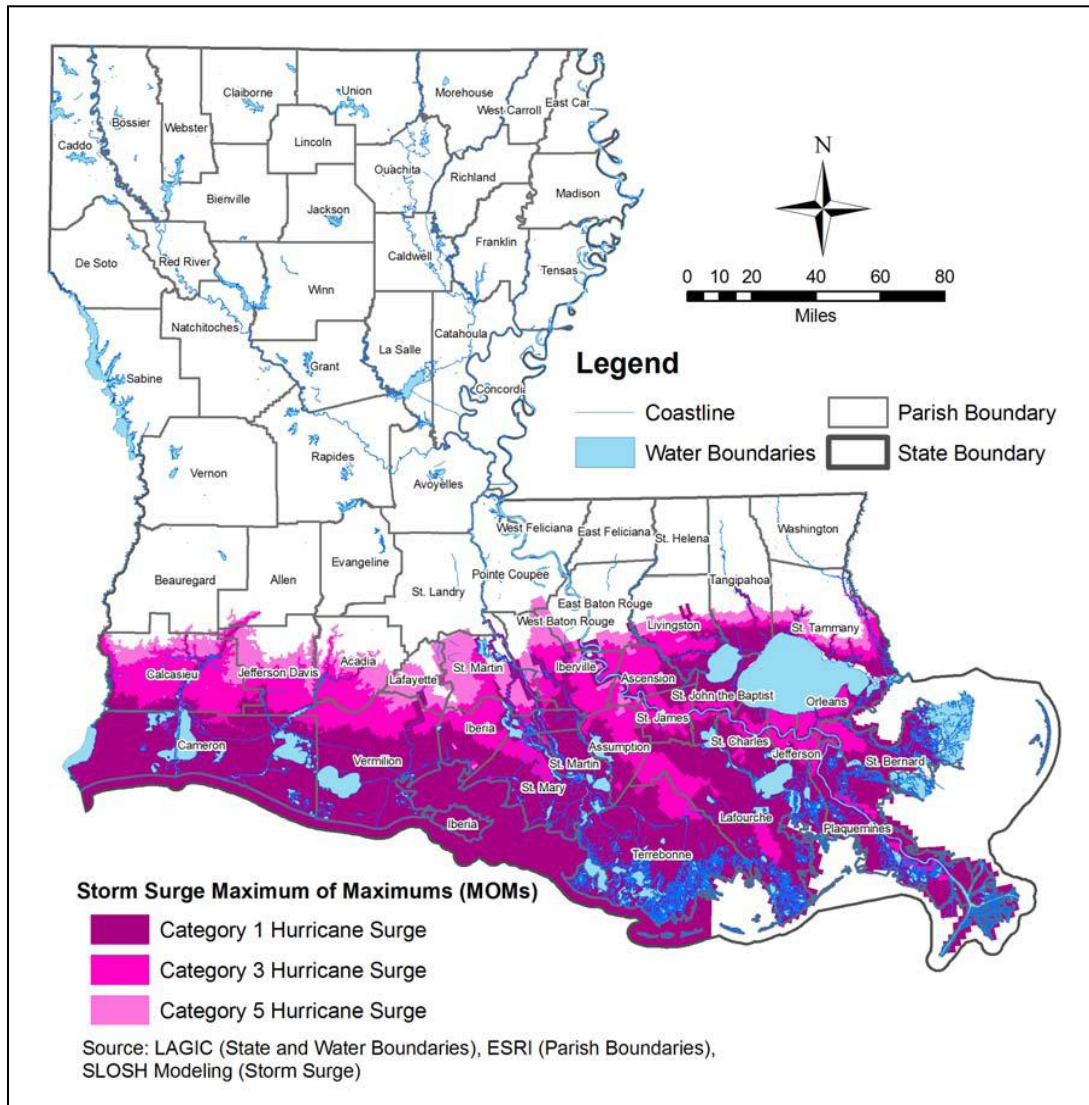 Claiborne
Union
Morehouse
West Carroll
East Car
Bossier
Webster
Lincoln
Caddo
Ouachita
Richland
Madison
Bienville
Jackson
Franklin
De Soto
Red River
Caldwell
Tensas
Winn
Natchitoches
La Salle
Catahoula
Grant
Sabine
Concordia
Vernon
Rapides
Avoyelles
West Feliciana
East Feliciana
St. Helena
Washington
Evangeline
Beauregard
Allen
St. Landry
Pointe Coupee
Tangipahoa
East Baton Rouge
West Baton Rouge
Livingston
St. Tammany
Acadia
Calcasieu
Jefferson Davis
Lafayette
St. Martin
Iberville
Ascension
St. John the Baptist
Orleans
St. James
Iberia
Cameron
Assumption
St. Charles
Jefferson
Vermilion
St. Martin
St. Bernard
St. Mary
Lafourche
Iberia
Plaquemines
Terrebonne
N
0 20 40 60 80
Miles
Legend
Coastline
Parish Boundary
Water Boundaries
State Boundary
Storm Surge Maximum of Maximums (MOMs)
Category 1 Hurricane Surge
Category 3 Hurricane Surge
Category 5 Hurricane Surge
Source: LAGIC (State and Water Boundaries), ESRI (Parish Boundaries),
SLOSH Modeling (Storm Surge)